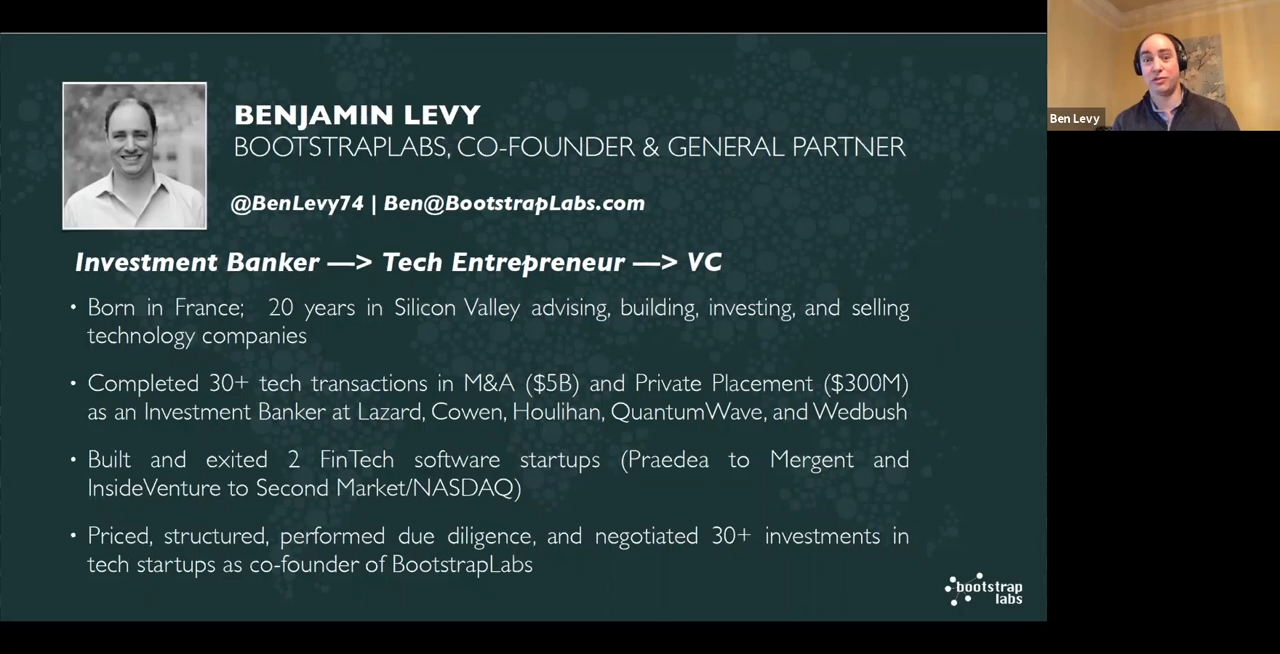 BENJAMIN LEVY
BOOTSTRAPLABS, CO-FOUNDER & GENERAL PARTNER
@BenLevy74 | Ben@BootstrapLabs.com
Investment Banker —> Tech Entrepreneur —> VC
• Born in France; 20 years in Silicon Valley advising, building, investing, and selling
technology companies
• Completed 30+ tech transactions in M&A ($5B) and Private Placement ($300M)
as an Investment Banker at Lazard, Cowen, Houlihan, QuantumWave, and Wedbush
• Built and exited 2 FinTech software startups (Praedea to Mergent and
InsideVenture to Second Market/NASDAQ)
• Priced, structured, performed due diligence, and negotiated 30+ investments in
tech startups as co-founder of BootstrapLabs
bootstrap
labs
Ben Levy